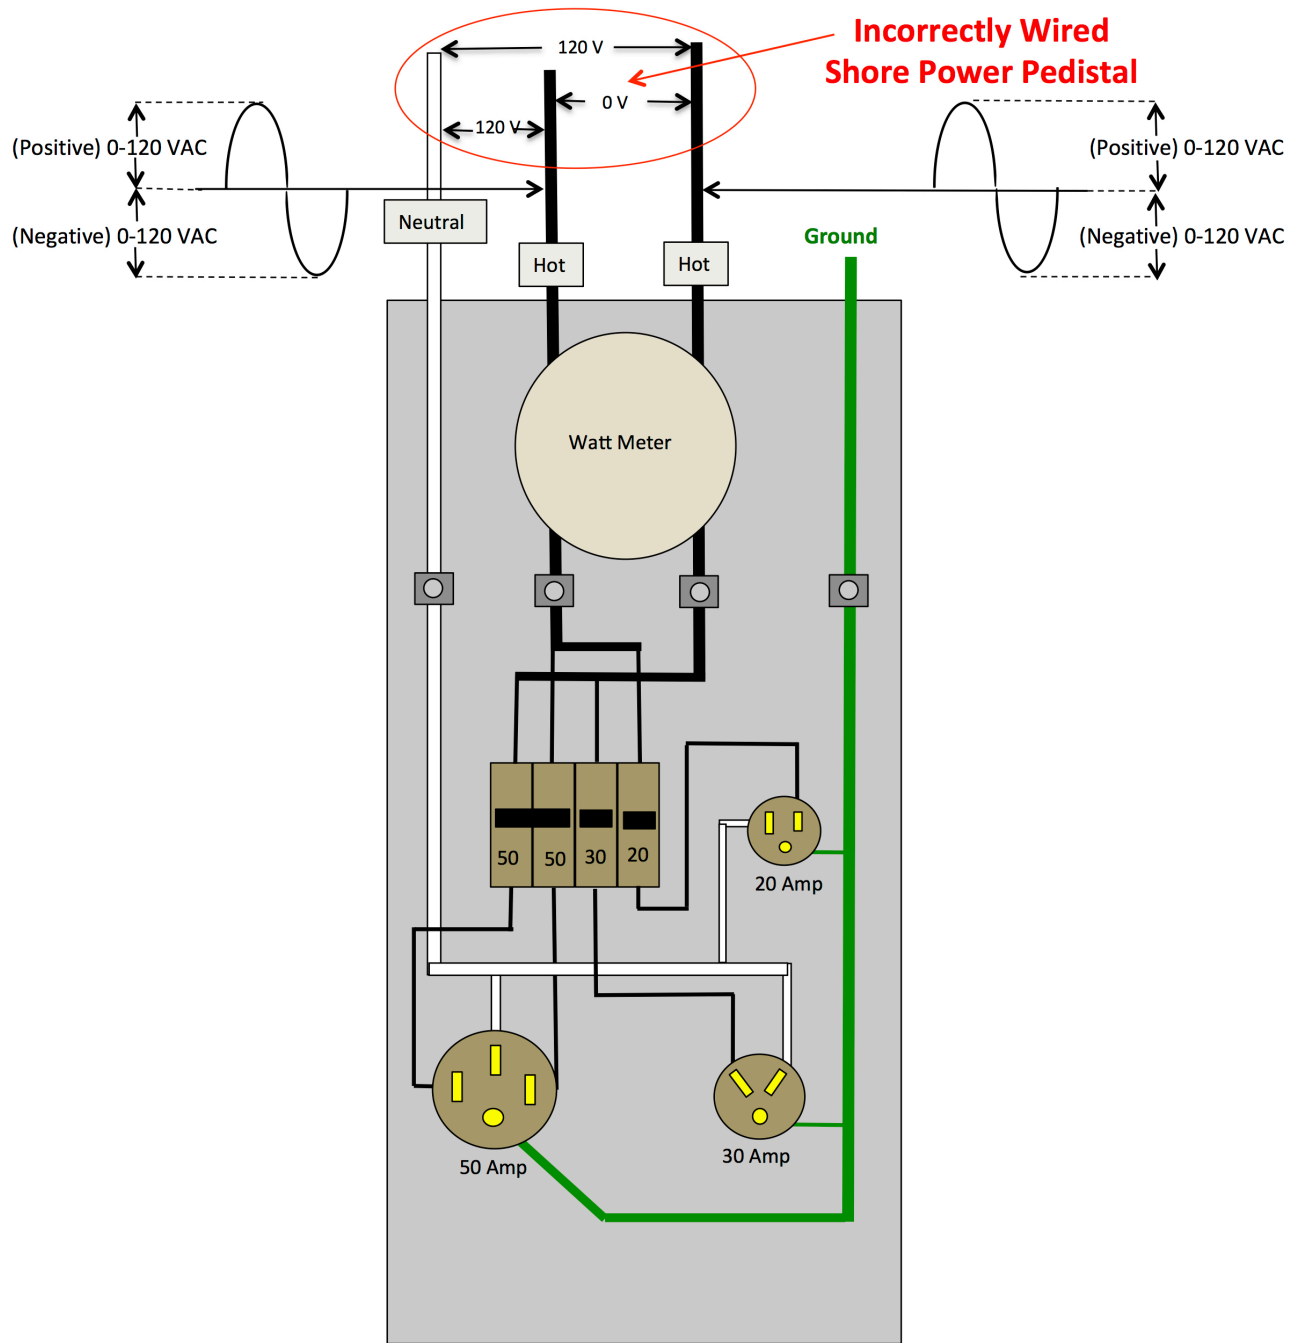 Incorrectly Wired
Shore Power Pedistal
120 V
0 V
120 V
(Positive) 0-120 VAC
(Positive) 0-120 VAC
(Negative) 0-120 VAC
Neutral
Ground
(Negative) 0-120 VAC
Hot
Hot
Watt Meter
50
50
30
20
20 Amp
50 Amp
30 Amp